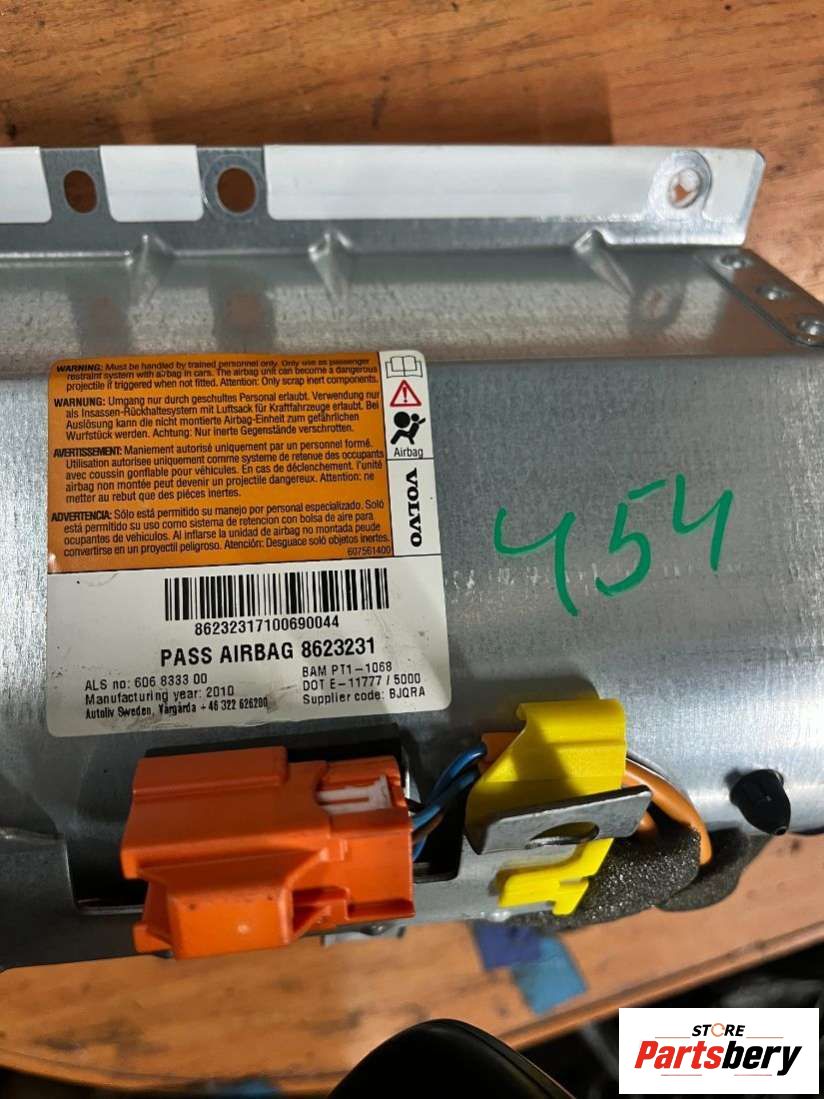 WARNING: Must be handled by trained personnel only. Only use as passenger
restraint system with airbag in cars. The airbag unit can become a dangerous
projectile if triggered when not fitted. Attention: Only scrap inert components.
WARNUNG: Umgang nur durch geschultes Personal erlaubt. Verwendung nur
als Insassen-Rückhaltesystem mit Luftsack für Kraftfahrzeuge erlaubt. Bei
Auslösung kann die nicht montierte Airbag-Einheit zum gefährlichen
Wurfstück werden. Achtung: Nur inerte Gegenstände verschrotten.
AVERTISSEMENT: Maniement autorisé uniquement par un personnel formé.
Utilisation autorisee uniquement comme systeme de retenue des occupants
avec coussin gonflable pour véhicules. En cas de déclenchement, l'unité
airbag non montée peut devenir un projectile dangereux. Attention: ne
metter au rebut que des piéces inertes.
ADVERTENCIA: Sólo está permitido su manejo por personal especializado. Soló
está permitido su uso como sistema de retencion con bolsa de aire para
ocupantes de vehículos. Al inflarse la unidad de airbag no montada peude
convertirse en un proyectil peligroso. Atención: Desguace soló objetos inertes.
607561400
Airbag
VOLVO
86232317100690044
PASS AIRBAG 8623231
ALS no: 606 8333 00
BAM PT1-1068
Manufacturing year: 2010
DOT E-11777 / 5000
Autoliv Sweden, Vårgårda +46 322 626200
Supplier code: BJQRA
454
STORE
Partsbery